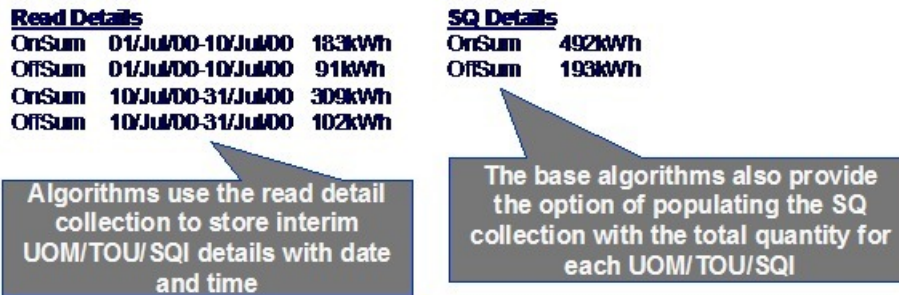 Read Details
OnSum 01/Jul/00-10/Jul/00 183kWh
OffSum 01/Jul/00-10/Jul/00 91kWh
OnSum 10/Jul/00-31/Jul/00 309kWh
OffSum 10/Jul/00-31/Jul/00 102kWh
Algorithms use the read detail
collection to store interim
UOM/TOU/SQI details with date
and time
SQ Details
OnSum 492kWh
OffSum 193kWh
The base algorithms also provide
the option of populating the SQ
collection with the total quantity for
each UOM/TOU/SQI